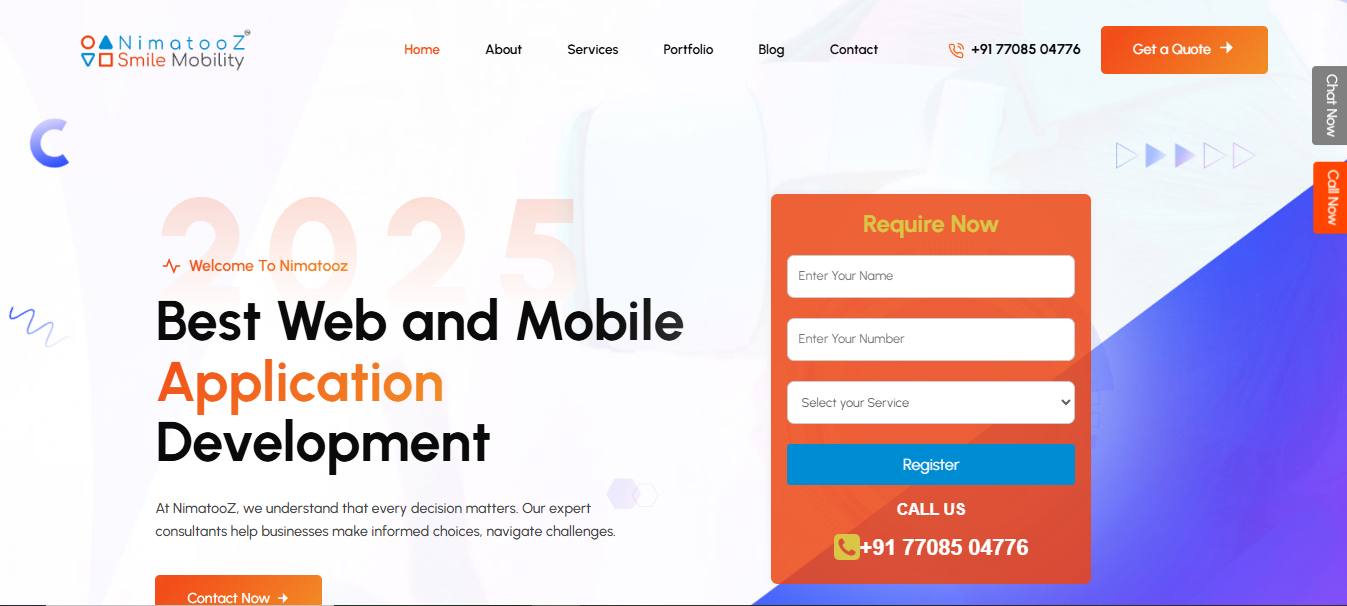 NimatooZ
Smile Mobility
Home About Services Portfolio Blog Contact
+91 77085 04776
Get a Quote
Chat Now
Call Now
2025
Welcome To Nimatooz
Best Web and Mobile
Application
Development
At NimatooZ, we understand that every decision matters. Our expert
consultants help businesses make informed choices, navigate challenges.
Contact Now
Require Now
Enter Your Name
Enter Your Number
Select your Service
Register
CALL US
+91 77085 04776